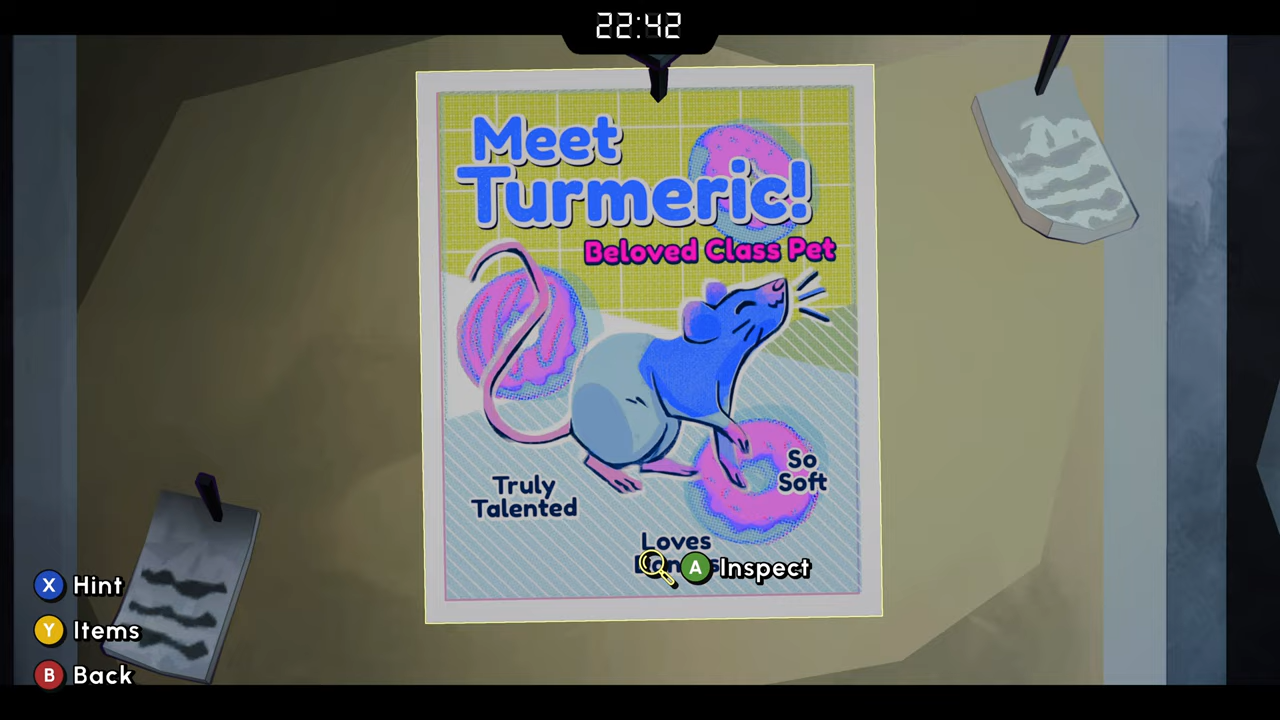 22:42
Meet
Turmeric!
Beloved Class Pet
Truly
Talented
So
Soft
Loves
A Inspect
X Hint
Y Items
B Back